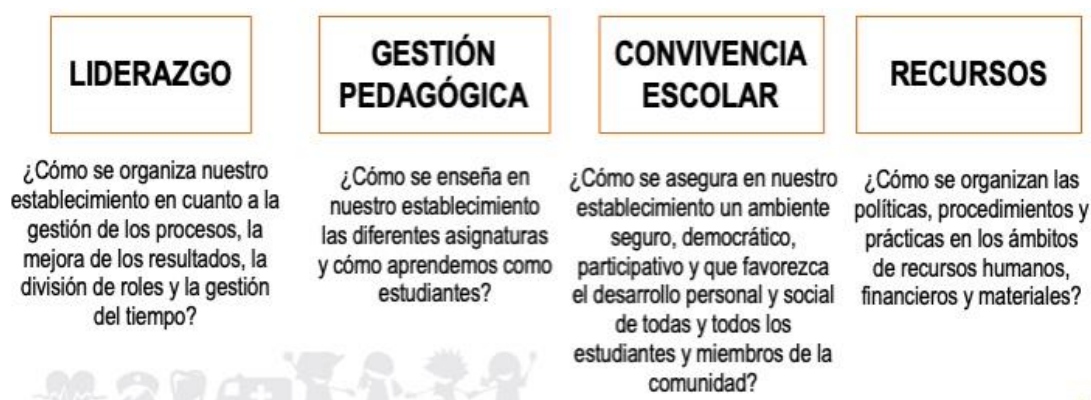 LIDERAZGO
¿Cómo se organiza nuestro
establecimiento en cuanto a la
gestión de los procesos, la
mejora de los resultados, la
división de roles y la gestión
del tiempo?
GESTIÓN
PEDAGÓGICA
¿Cómo se enseña en
nuestro establecimiento
las diferentes asignaturas
y cómo aprendemos como
estudiantes?
CONVIVENCIA
ESCOLAR
¿Cómo se asegura en nuestro
establecimiento un ambiente
seguro, democrático,
participativo y que favorezca
el desarrollo personal y social
de todas y todos los
estudiantes y miembros de la
comunidad?
RECURSOS
¿Cómo se organizan las
políticas, procedimientos y
prácticas en los ámbitos
de recursos humanos,
financieros y materiales?